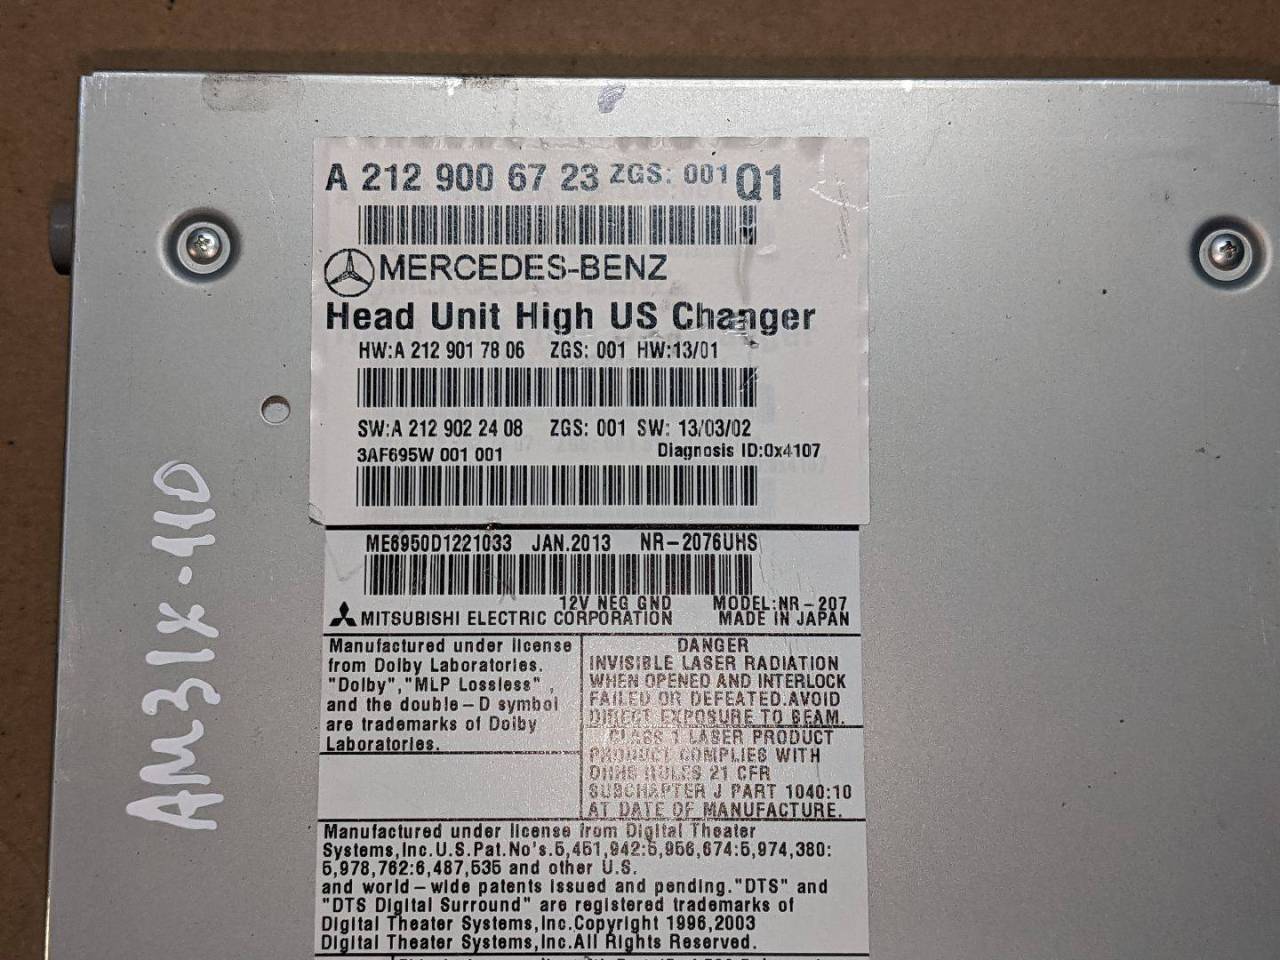 A 212 900 67 23 ZGS: 001 Q1
MERCEDES-BENZ
Head Unit High US Changer
HW:A 212 901 78 06 ZGS: 001 HW:13/01
SW:A 212 902 24 08 ZGS: 001 SW: 13/03/02
3AF695W 001 001 Diagnosis ID:0x4107
ME6950D1221033 JAN.2013 NR-2076UHS
12V NEG GND MODEL:NR-207
MITSUBISHI ELECTRIC CORPORATION MADE IN JAPAN
Manufactured under license
from Dolby Laboratories.
"Dolby","MLP Lossless",
and the double-D symbol
are trademarks of Dolby
Laboratories.
DANGER
INVISIBLE LASER RADIATION
WHEN OPENED AND INTERLOCK
FAILED OR DEFEATED.AVOID
DIRECT EXPOSURE TO BEAM.
CLASS 1 LASER PRODUCT
PRODUCT COMPLIES WITH
DHHS RULES 21 CFR
SUBCHAPTER J PART 1040:10
AT DATE OF MANUFACTURE.
Manufactured under license from Digital Theater
Systems,Inc.U.S.Pat.No's.5,451,942:5,956,674:5,974,380:
5,978,762:6,487,535 and other U.S.
and world-wide patents issued and pending."DTS" and
"DTS Digital Surround" are registered trademarks of
Digital Theater Systems,Inc.Copyright 1996,2003
Digital Theater Systems,Inc.All Rights Reserved.